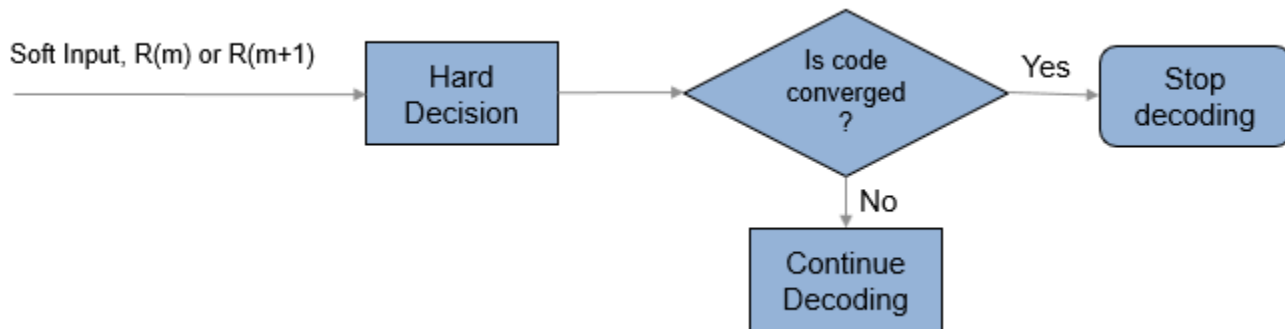 Soft Input, R(m) or R(m+1)
Hard
Decision
Is code
converged
?
Yes
Stop
decoding
No
Continue
Decoding